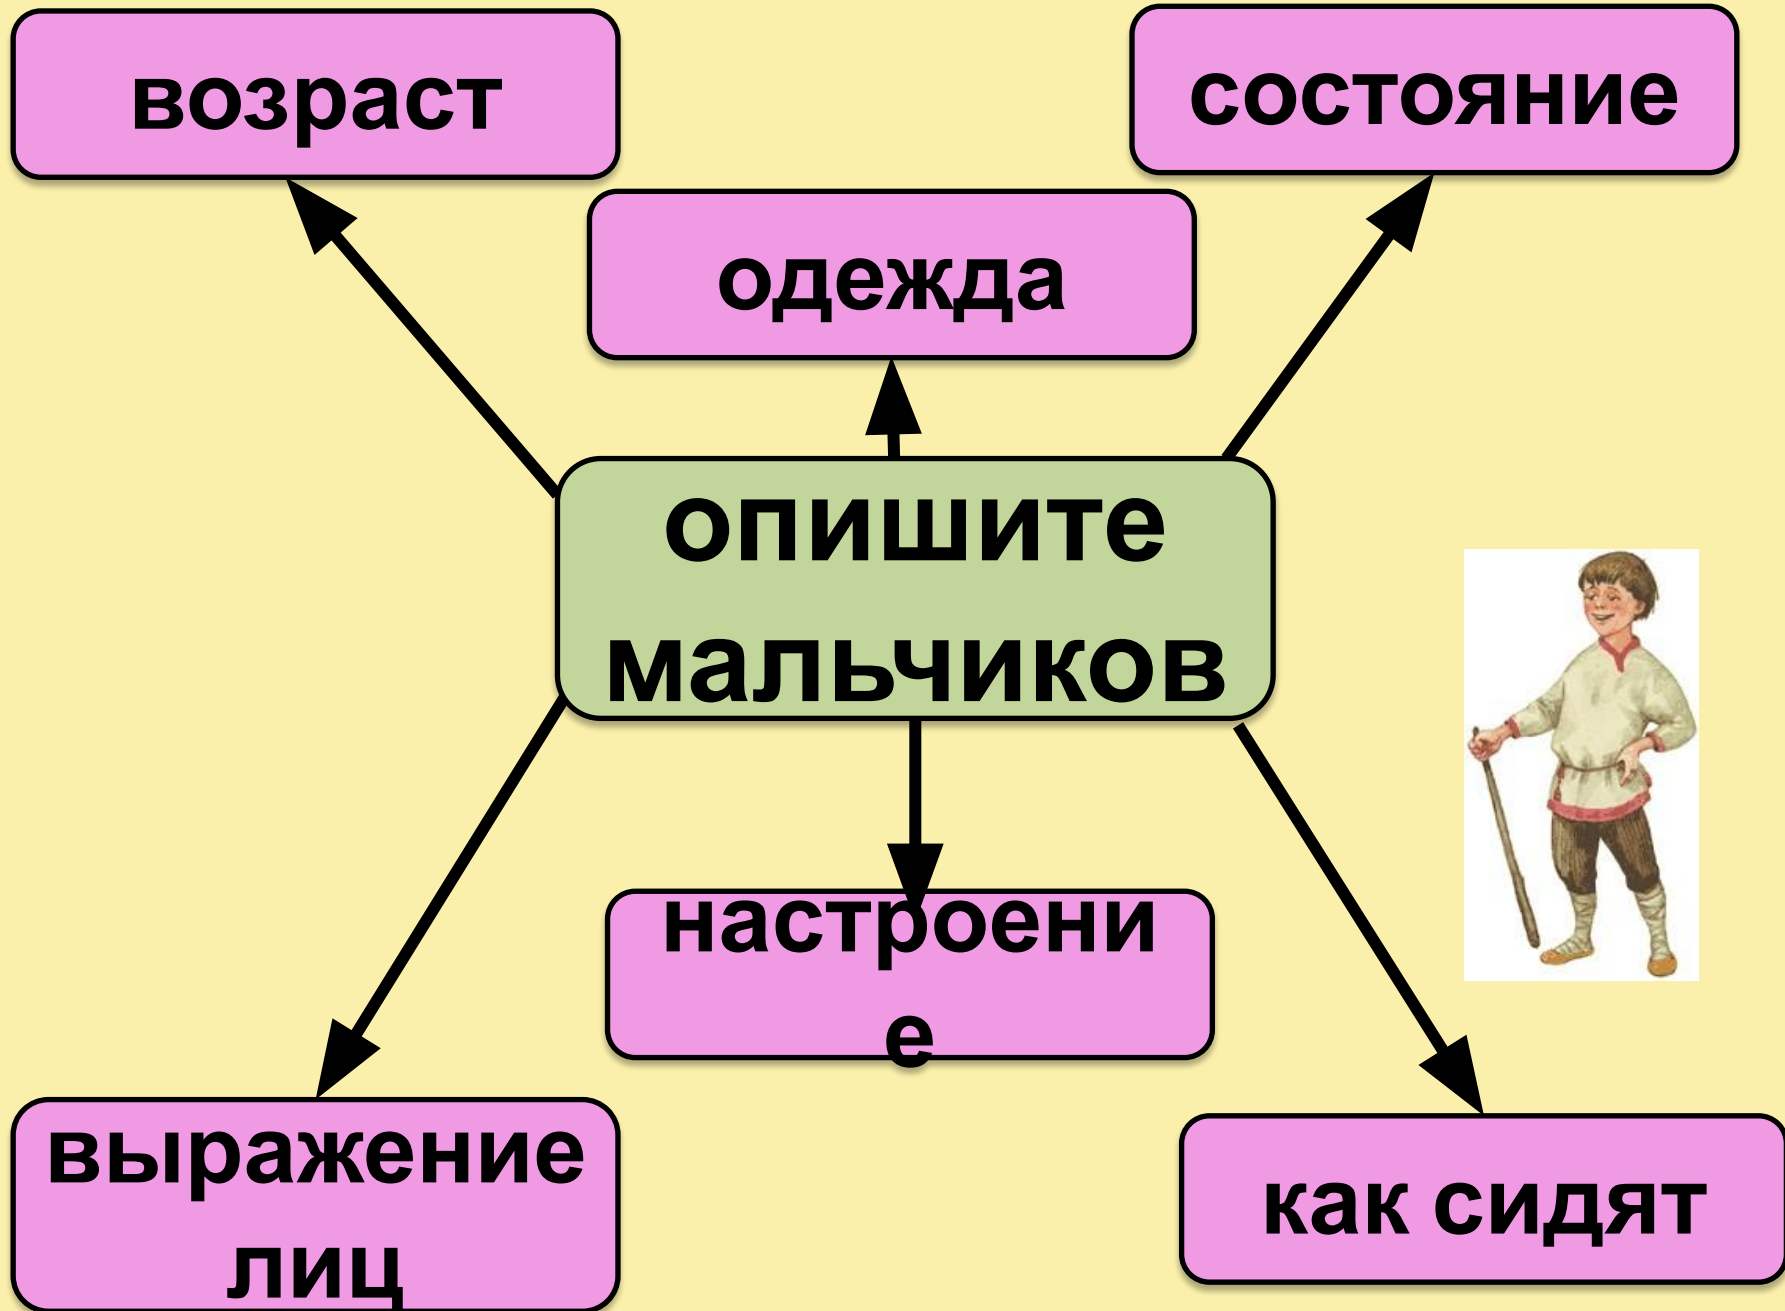 возраст
состояние
одежда
опишите
мальчиков
настроени
е
выражение
лиц
как сидят